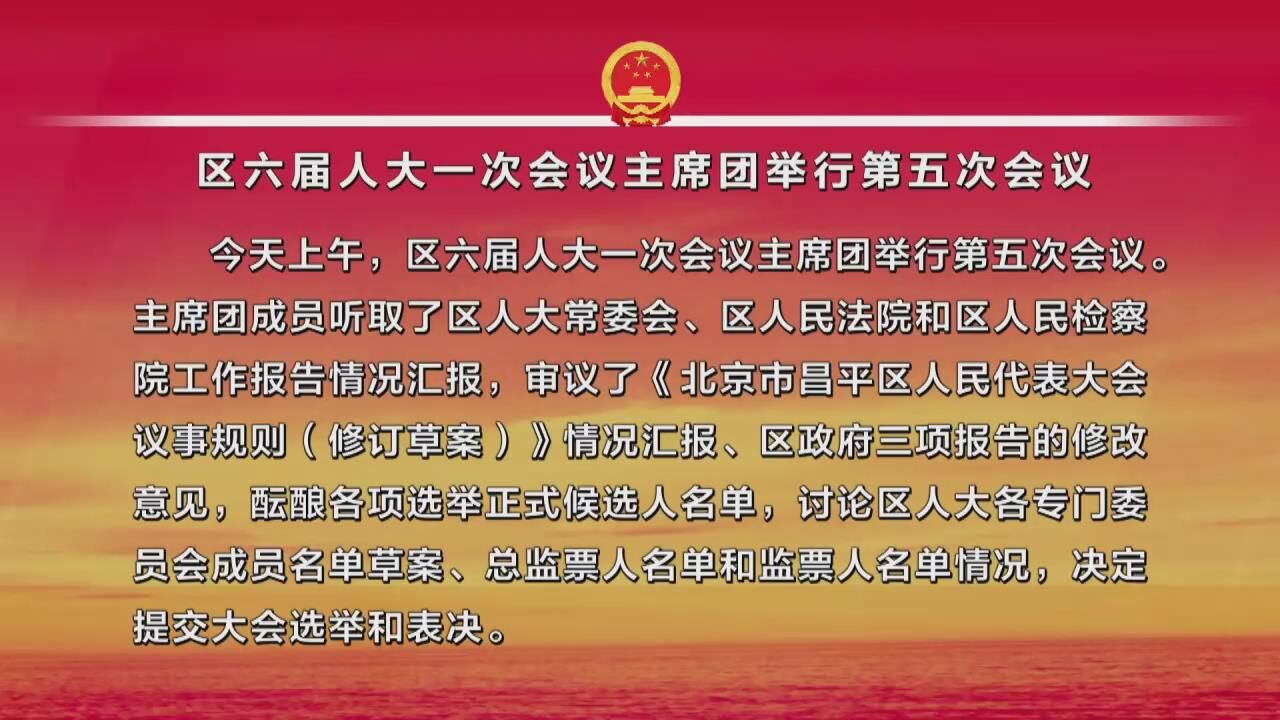 区六届人大一次会议主席团举行第五次会议
今天上午，区六届人大一次会议主席团举行第五次会议。
主席团成员听取了区人大常委会、区人民法院和区人民检察
院工作报告情况汇报，审议了《北京市昌平区人民代表大会
议事规则（修订草案）》情况汇报、区政府三项报告的修改
意见，酝酿各项选举正式候选人名单，讨论区人大各专门委
员会成员名单草案、总监票人名单和监票人名单情况，决定
提交大会选举和表决。